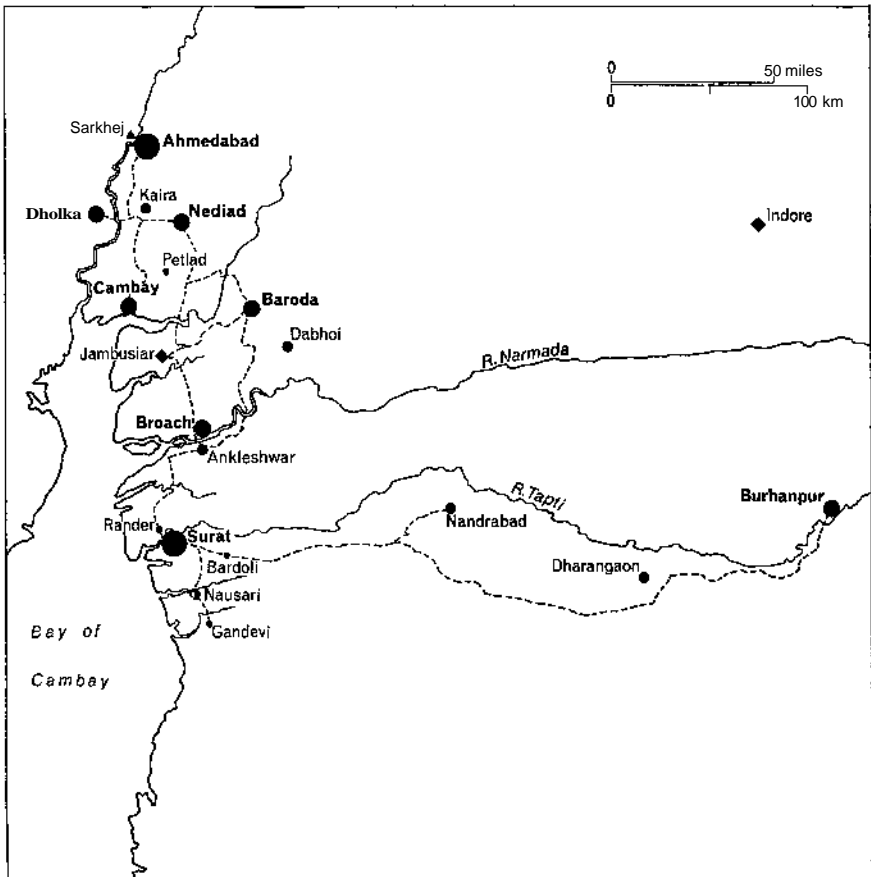 0 50 miles
0 100 km
Sarkhej
Ahmedabad
Kaira
Dholka
Nediad
Indore
Petlad
Cambay
Baroda
Dabhoi
Jambusiar
R.Narmada
Broach
Ankleshwar
R.Tapti
Burhanpur
Rander
Nandrabad
Surat
Bardoli
Dharangaon
Nausari
Gandevi
Bay of
Cambay